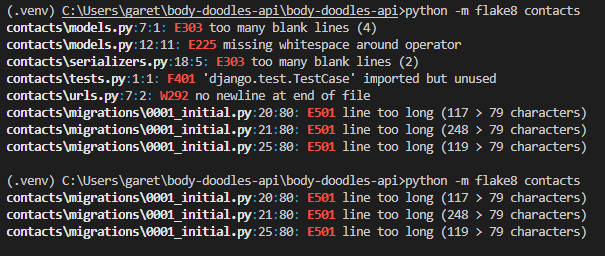 (.venv) C:\Users\garet\body-doodles-api\body-doodles-api>python -m flake8 contacts
contacts\models.py:7:1: E303 too many blank lines (4)
contacts\models.py:12:11: E225 missing whitespace around operator
contacts\serializers.py:18:5: E303 too many blank lines (2)
contacts\tests.py:1:1: F401 'django.test.TestCase' imported but unused
contacts\urls.py:7:2: W292 no newline at end of file
contacts\migrations\0001_initial.py:20:80: E501 line too long (117 > 79 characters)
contacts\migrations\0001_initial.py:21:80: E501 line too long (248 > 79 characters)
contacts\migrations\0001_initial.py:25:80: E501 line too long (119 > 79 characters)
(.venv) C:\Users\garet\body-doodles-api\body-doodles-api>python -m flake8 contacts
contacts\migrations\0001_initial.py:20:80: E501 line too long (117 > 79 characters)
contacts\migrations\0001_initial.py:21:80: E501 line too long (248 > 79 characters)
contacts\migrations\0001_initial.py:25:80: E501 line too long (119 > 79 characters)